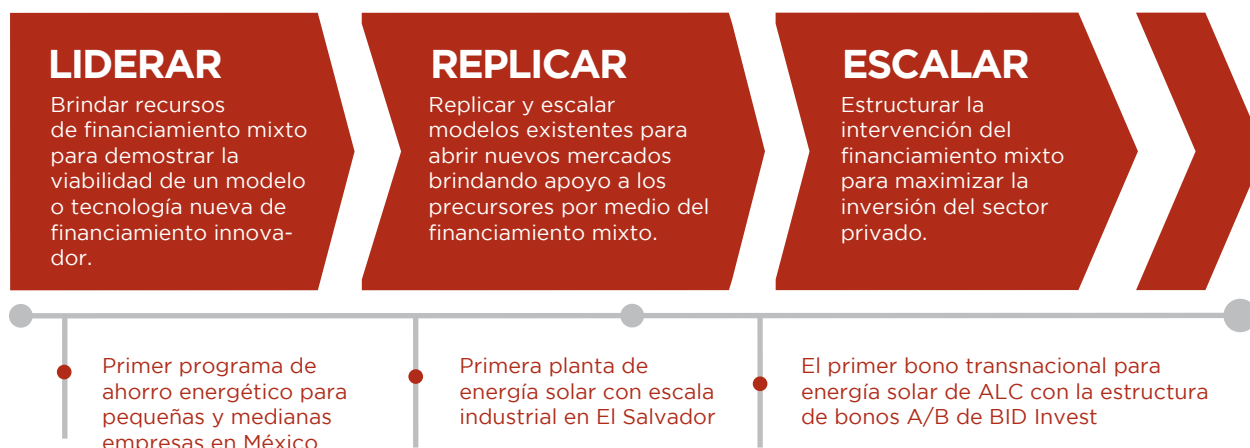 LIDERAR
Brindar recursos
de financiamiento mixto
para demostrar la
viabilidad de un modelo
o tecnología nueva de
financiamiento innova-
dor.
REPLICAR
Replicar y escalar
modelos existentes para
abrir nuevos mercados
brindando apoyo a los
precursores por medio del
financiamiento mixto.
ESCALAR
Estructurar la
intervención del
financiamiento mixto
para maximizar la
inversión del sector
privado.
Primer programa de
ahorro energético para
pequeñas y medianas
empresas en México
Primera planta de
energía solar con escala
industrial en El Salvador
El primer bono transnacional para
energía solar de ALC con la estructura
de bonos A/B de BID Invest